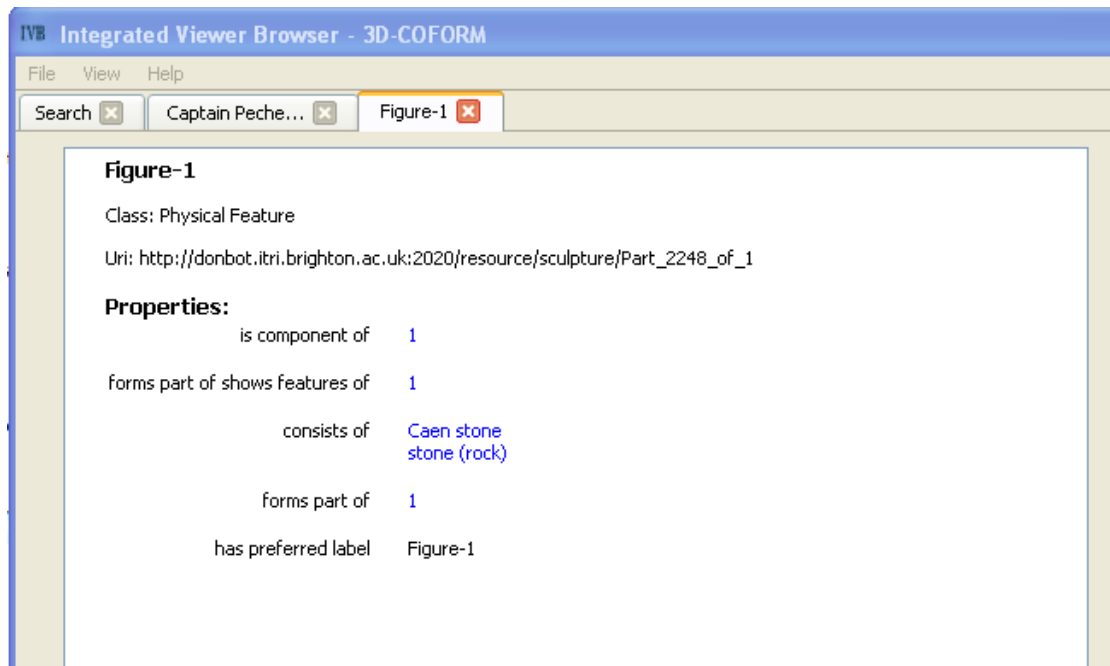 IVB Integrated Viewer Browser - 3D-COFORM
File View Help
Search Captain Peche... Figure-1
Figure-1
Class: Physical Feature
Uri: http://donbot.itri.brighton.ac.uk:2020/resource/sculpture/Part_2248_of_1
Properties:
is component of 1
forms part of shows features of 1
consists of Caen stone
stone (rock)
forms part of 1
has preferred label Figure-1